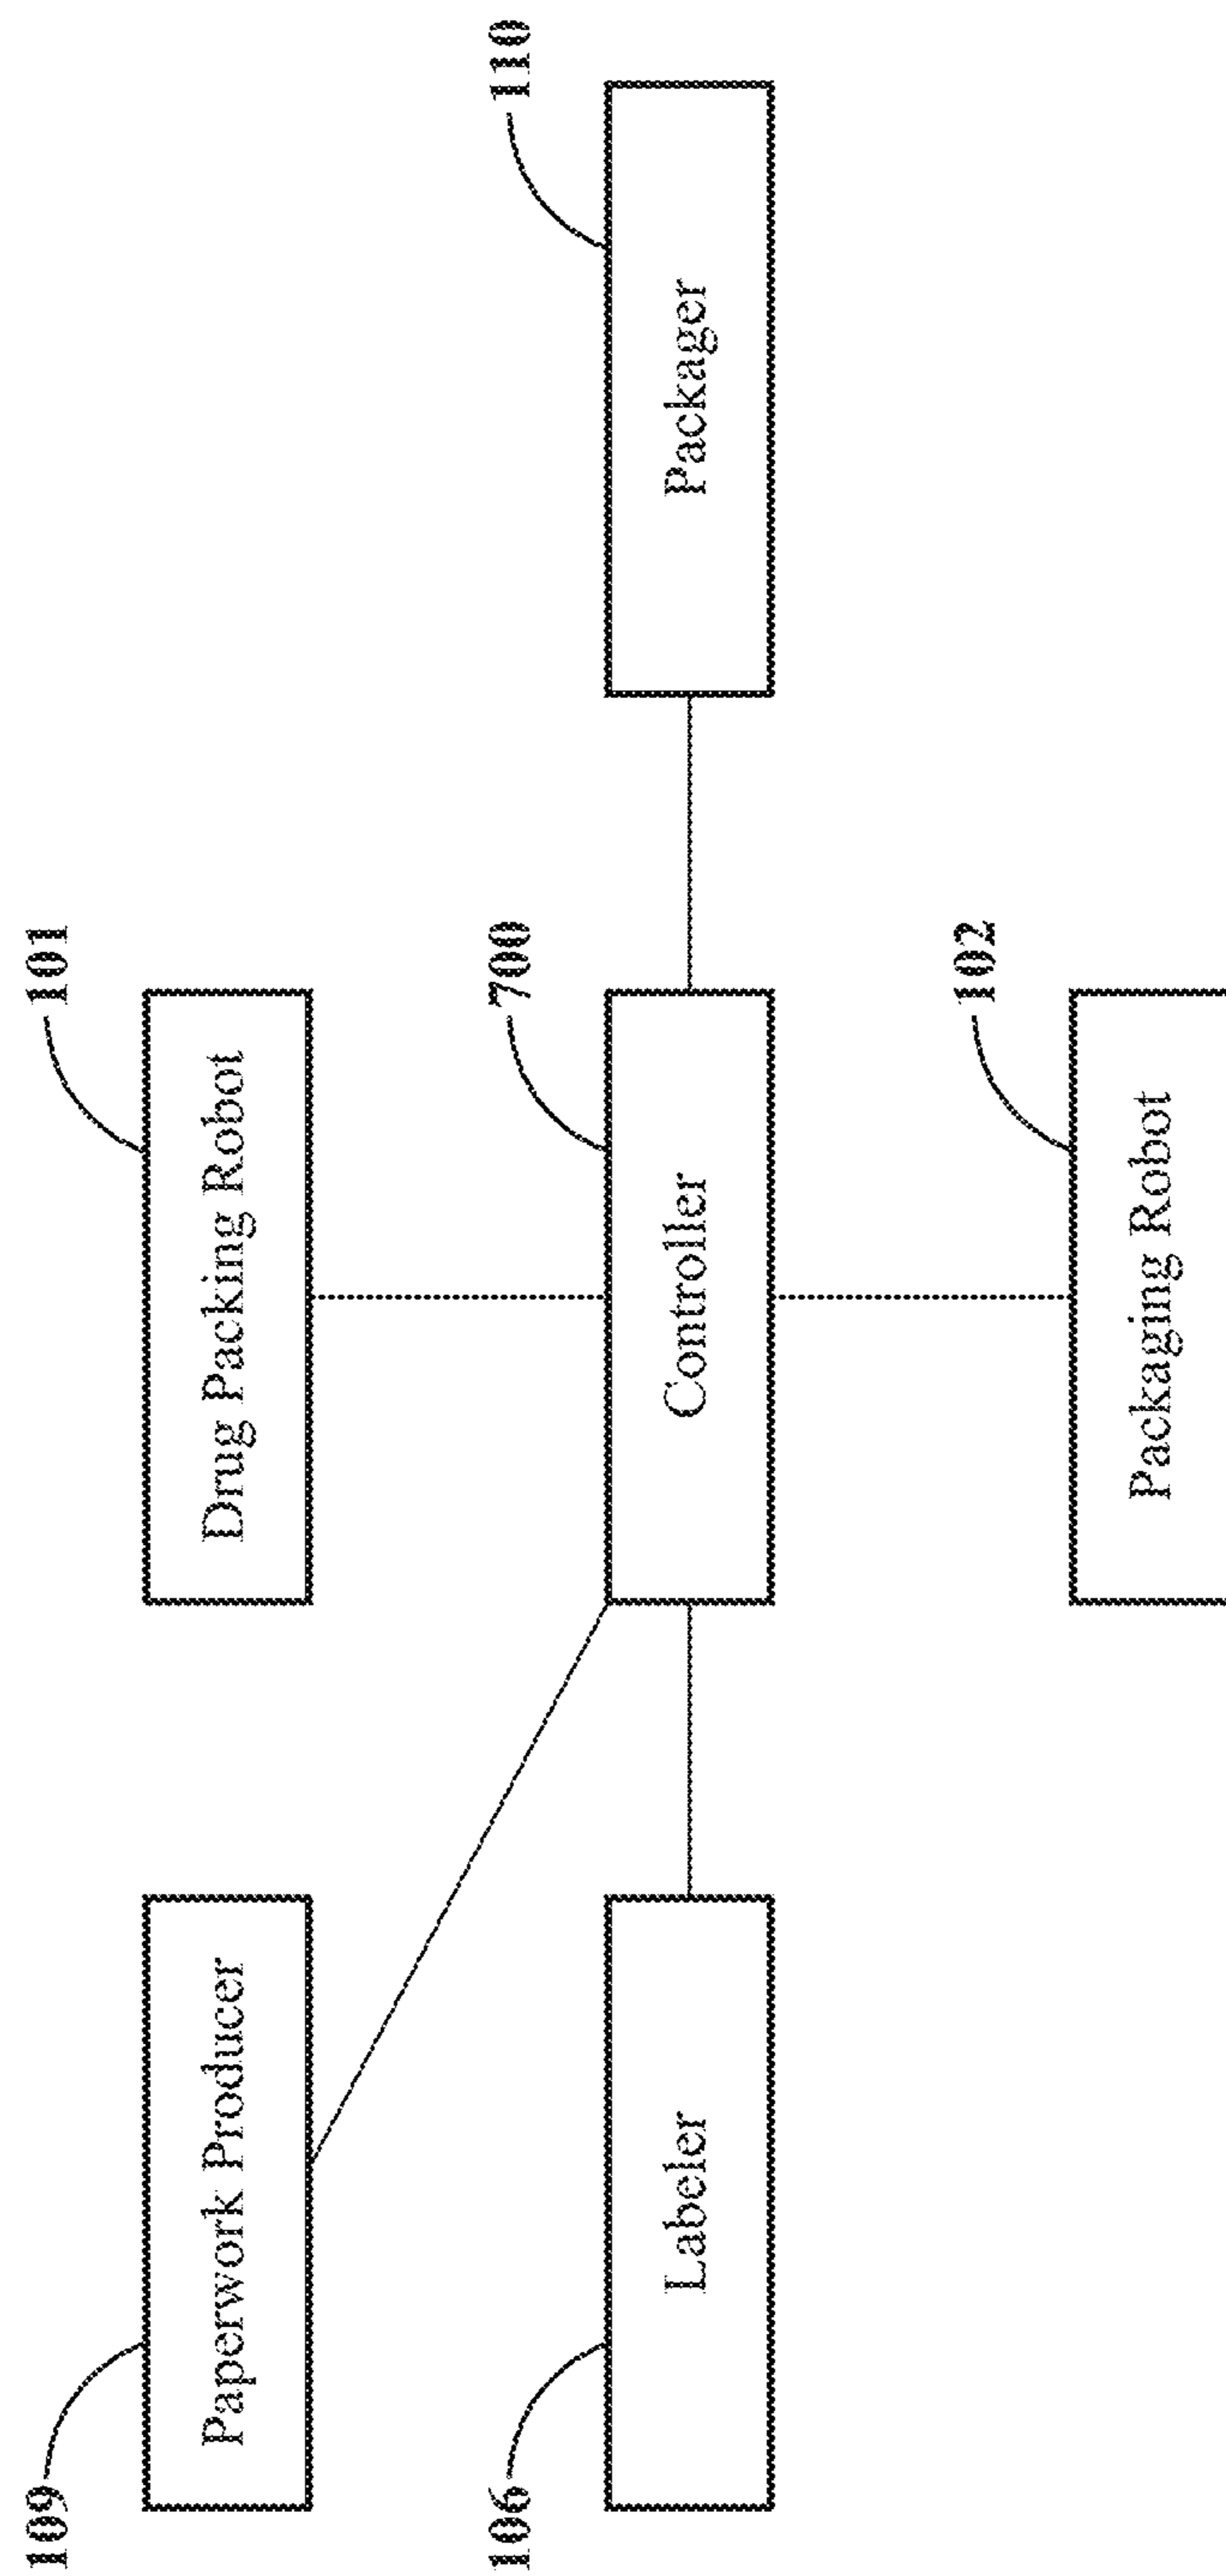 109
Paperwork Producer
101
Drug Packing Robot
106
Labeler
700
Controller
110
Packager
102
Packaging Robot